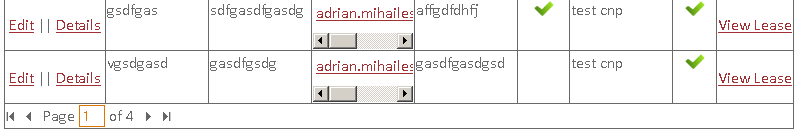 Edit || Details gsdfgas sdfgasdfgasdg adrian.mihailes affgdfdhfj test cnp View Lease
Edit || Details vgsdgasd gasdfgsdg adrian.mihailes gasdfgasdgsd test cnp View Lease
Page 1 of 4